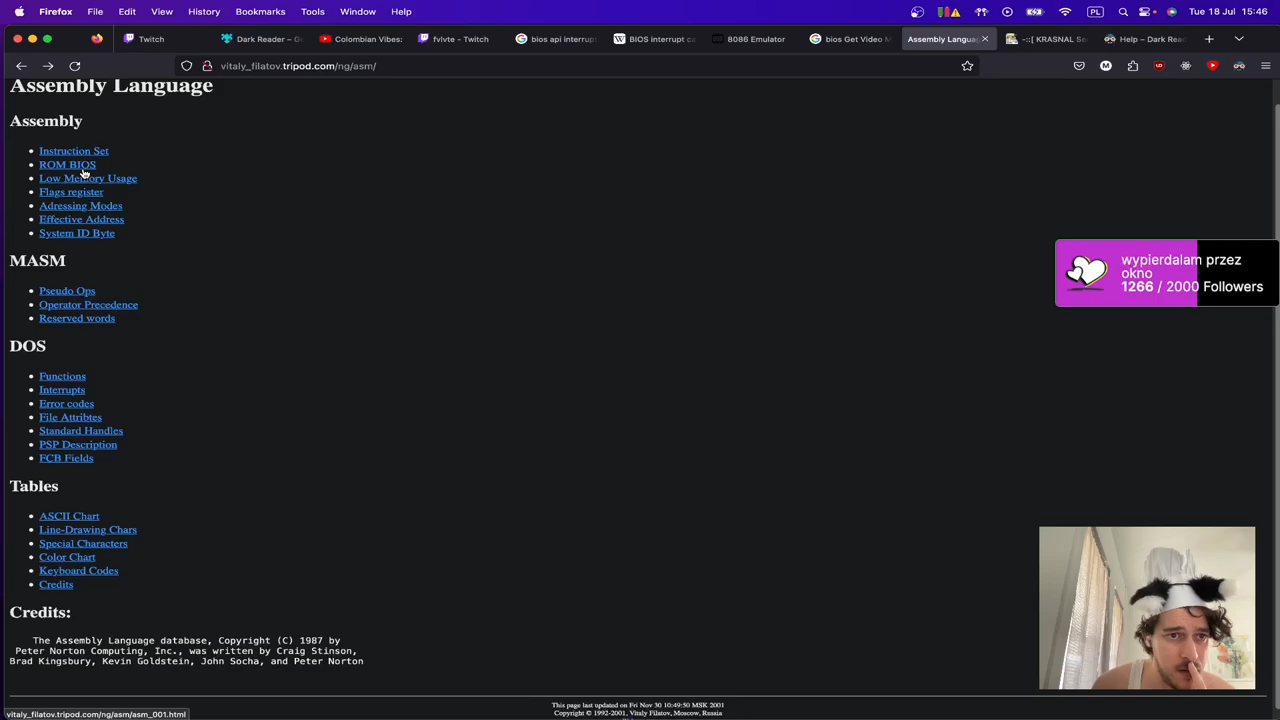 Firefox File Edit View History Bookmarks Tools Window Help PL Tue 18 Jul 15:46
Twitch
Dark Reader — G
Colombian Vibes:
fvlvte - Twitch
bios api interrup
BIOS interrupt ca
8086 Emulator
bios Get Video M
Assembly Langua
-::[ KRASNAL Se
Help – Dark Rea
vitaly_filatov.tripod.com/ng/asm/
Assembly Language
Assembly
Instruction Set
ROM BIOS
Low Memory Usage
Flags register
Adressing Modes
Effective Address
System ID Byte
MASM
Pseudo Ops
Operator Precedence
Reserved words
DOS
Functions
Interrupts
Error codes
File Attribtes
Standard Handles
PSP Description
FCB Fields
Tables
ASCII Chart
Line-Drawing Chars
Special Characters
Color Chart
Keyboard Codes
Credits
Credits:
The Assembly Language database, Copyright (C) 1987 by
Peter Norton Computing, Inc., was written by Craig Stinson,
Brad Kingsbury, Kevin Goldstein, John Socha, and Peter Norton
wypierdalam przez
okno
1266 / 2000 Followers
This page last updated on Fri Nov 30 10:49:50 MSK 2001
Copyright © 1992-2001, Vitaly Filatov, Moscow, Russia
vitaly_filatov.tripod.com/ng/asm/asm_001.html